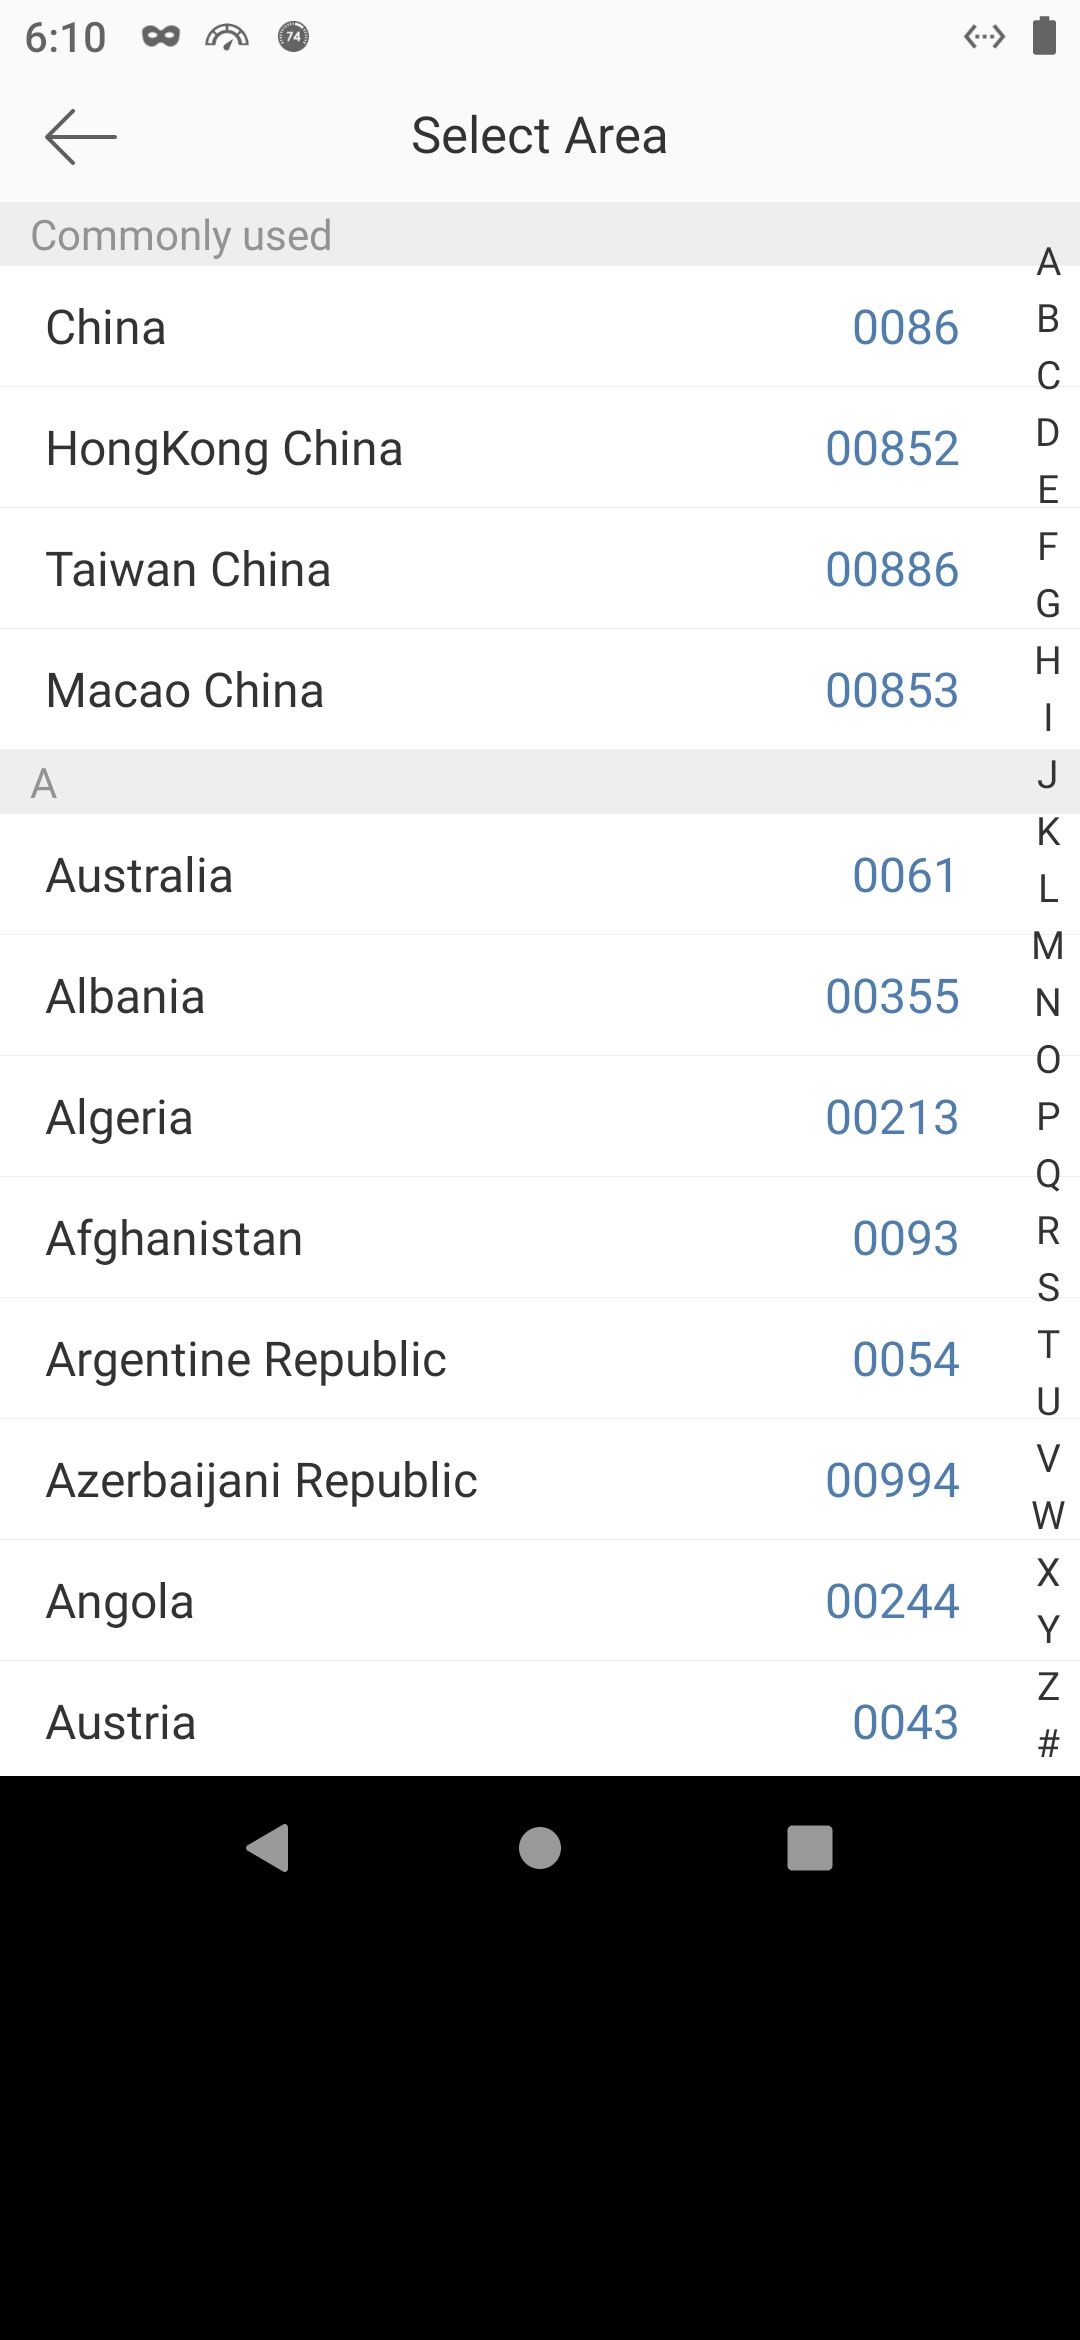 6:10 74
Select Area
Commonly used
China 0086
HongKong China 00852
Taiwan China 00886
Macao China 00853
A
Australia 0061
Albania 00355
Algeria 00213
Afghanistan 0093
Argentine Republic 0054
Azerbaijani Republic 00994
Angola 00244
Austria 0043
A
B
C
D
E
F
G
H
I
J
K
L
M
N
O
P
Q
R
S
T
U
V
W
X
Y
Z
#